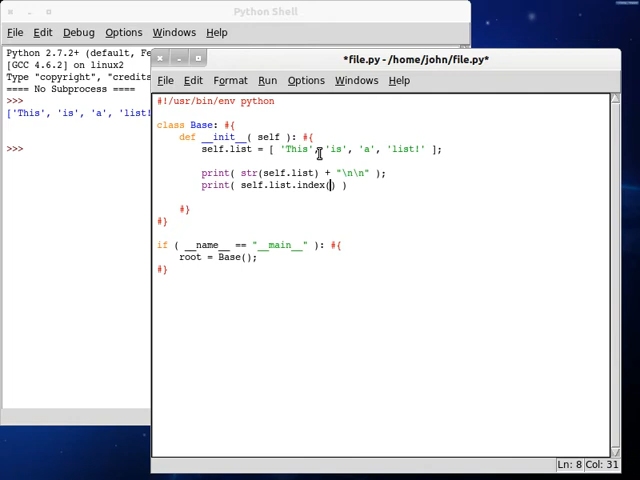 Python Shell
File Edit Debug Options Windows Help
Python 2.7.2+ (default, Fe
[GCC 4.6.2] on linux2
Type "copyright", "credits
==== No Subprocess ====
>>>
['This', 'is', 'a', 'list!
>>>
*file.py - /home/john/file.py*
File Edit Format Run Options Windows Help
#!/usr/bin/env python
class Base: #{
def __init__( self ): #{
self.list = [ 'This', 'is', 'a', 'list!' ];
print( str(self.list) + "\n\n" );
print( self.list.index() )
#}
#}
if ( __name__ == "__main__" ): #{
root = Base();
#}
Ln: 8 Col: 31